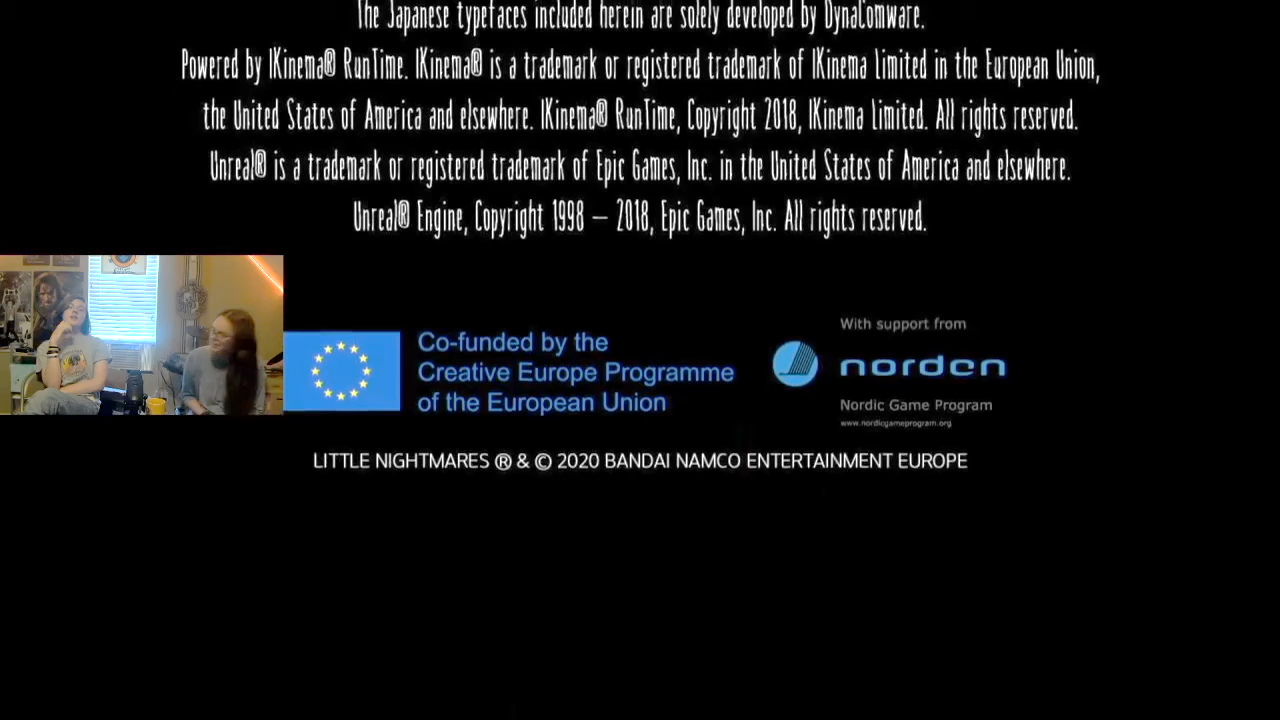 The Japanese typefaces included herein are solely developed by DynaComware.
Powered by IKinema® RunTime. IKinema® is a trademark or registered trademark of IKinema Limited in the European Union,
the United States of America and elsewhere. IKinema® RunTime, Copyright 2018, IKinema Limited. All rights reserved.
Unreal® is a trademark or registered trademark of Epic Games, Inc. in the United States of America and elsewhere.
Unreal® Engine, Copyright 1998 – 2018, Epic Games, Inc. All rights reserved.
Co-funded by the
Creative Europe Programme
of the European Union
With support from
norden
Nordic Game Program
www.nordicgameprogram.org
LITTLE NIGHTMARES ® & © 2020 BANDAI NAMCO ENTERTAINMENT EUROPE